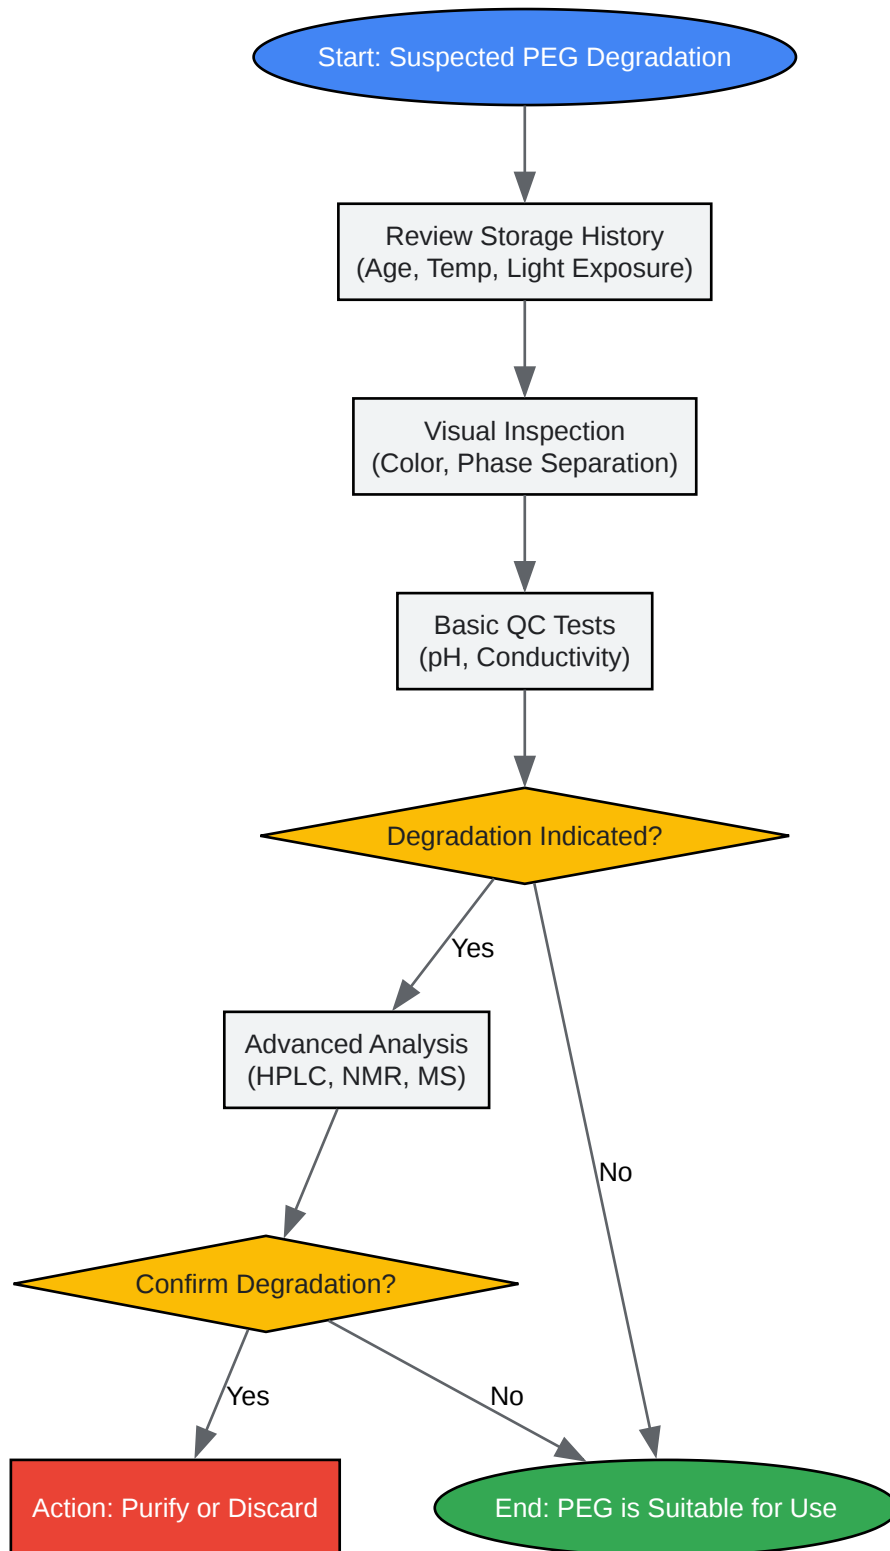 Start: Suspected PEG Degradation
Review Storage History
(Age, Temp, Light Exposure)
Visual Inspection
(Color, Phase Separation)
Basic QC Tests
(pH, Conductivity)
Degradation Indicated?
Yes
Advanced Analysis
(HPLC, NMR, MS)
No
Confirm Degradation?
Yes
No
Action: Purify or Discard
End: PEG is Suitable for Use